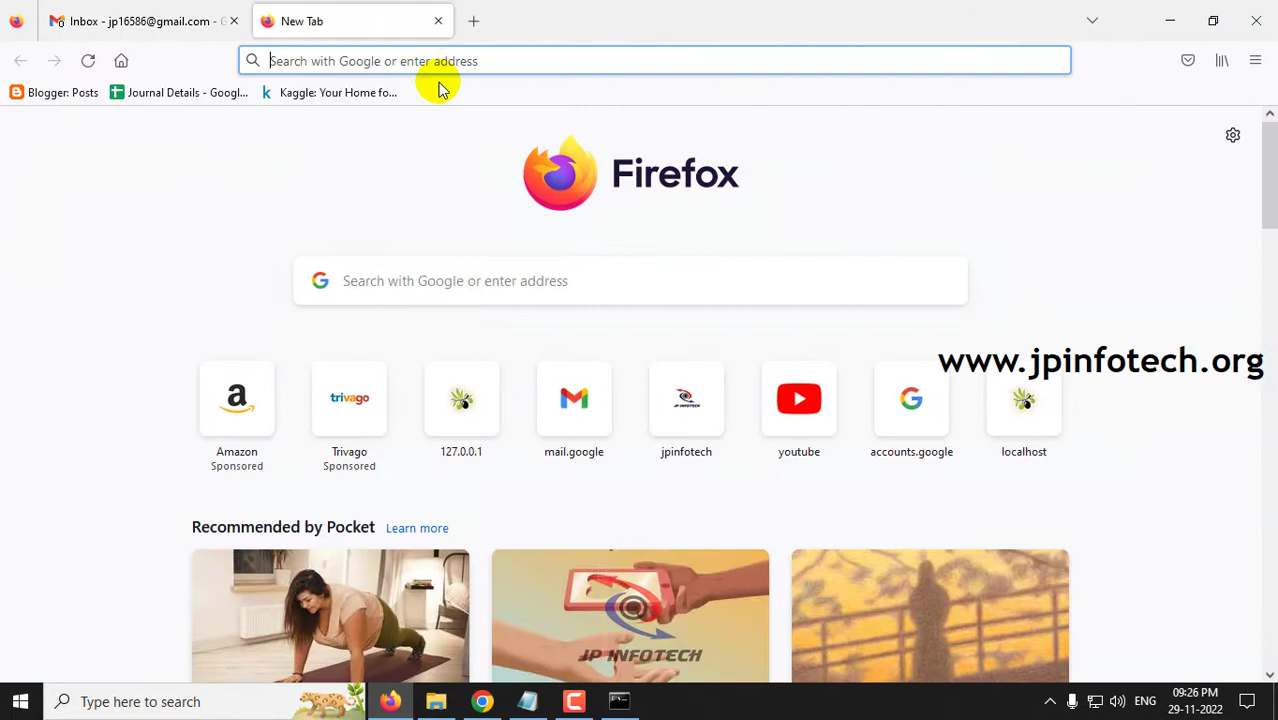 Inbox - jp16586@gmail.com - G
New Tab
Search with Google or enter address
Blogger: Posts
Journal Details - Googl...
Kaggle: Your Home fo...
Firefox
Search with Google or enter address
www.jpinfotech.org
trivago
JP INFOTECH
Amazon
Sponsored
Trivago
Sponsored
127.0.0.1
mail.google
jpinfotech
youtube
accounts.google
localhost
Recommended by Pocket Learn more
JP INFOTECH
Type here to search
ENG
09:26 PM
29-11-2022